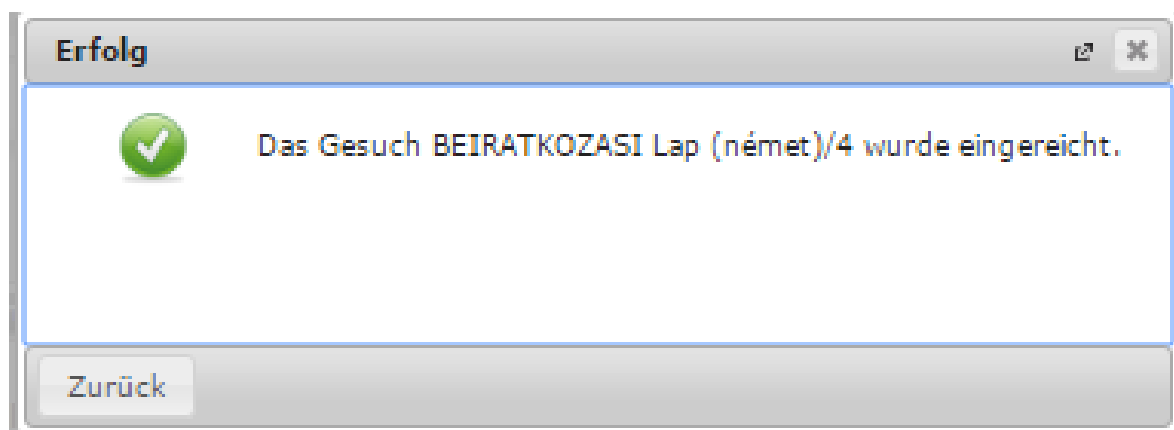 Erfolg
Das Gesuch BEIRATKOZASI Lap (német)/4 wurde eingereicht.
Zurück